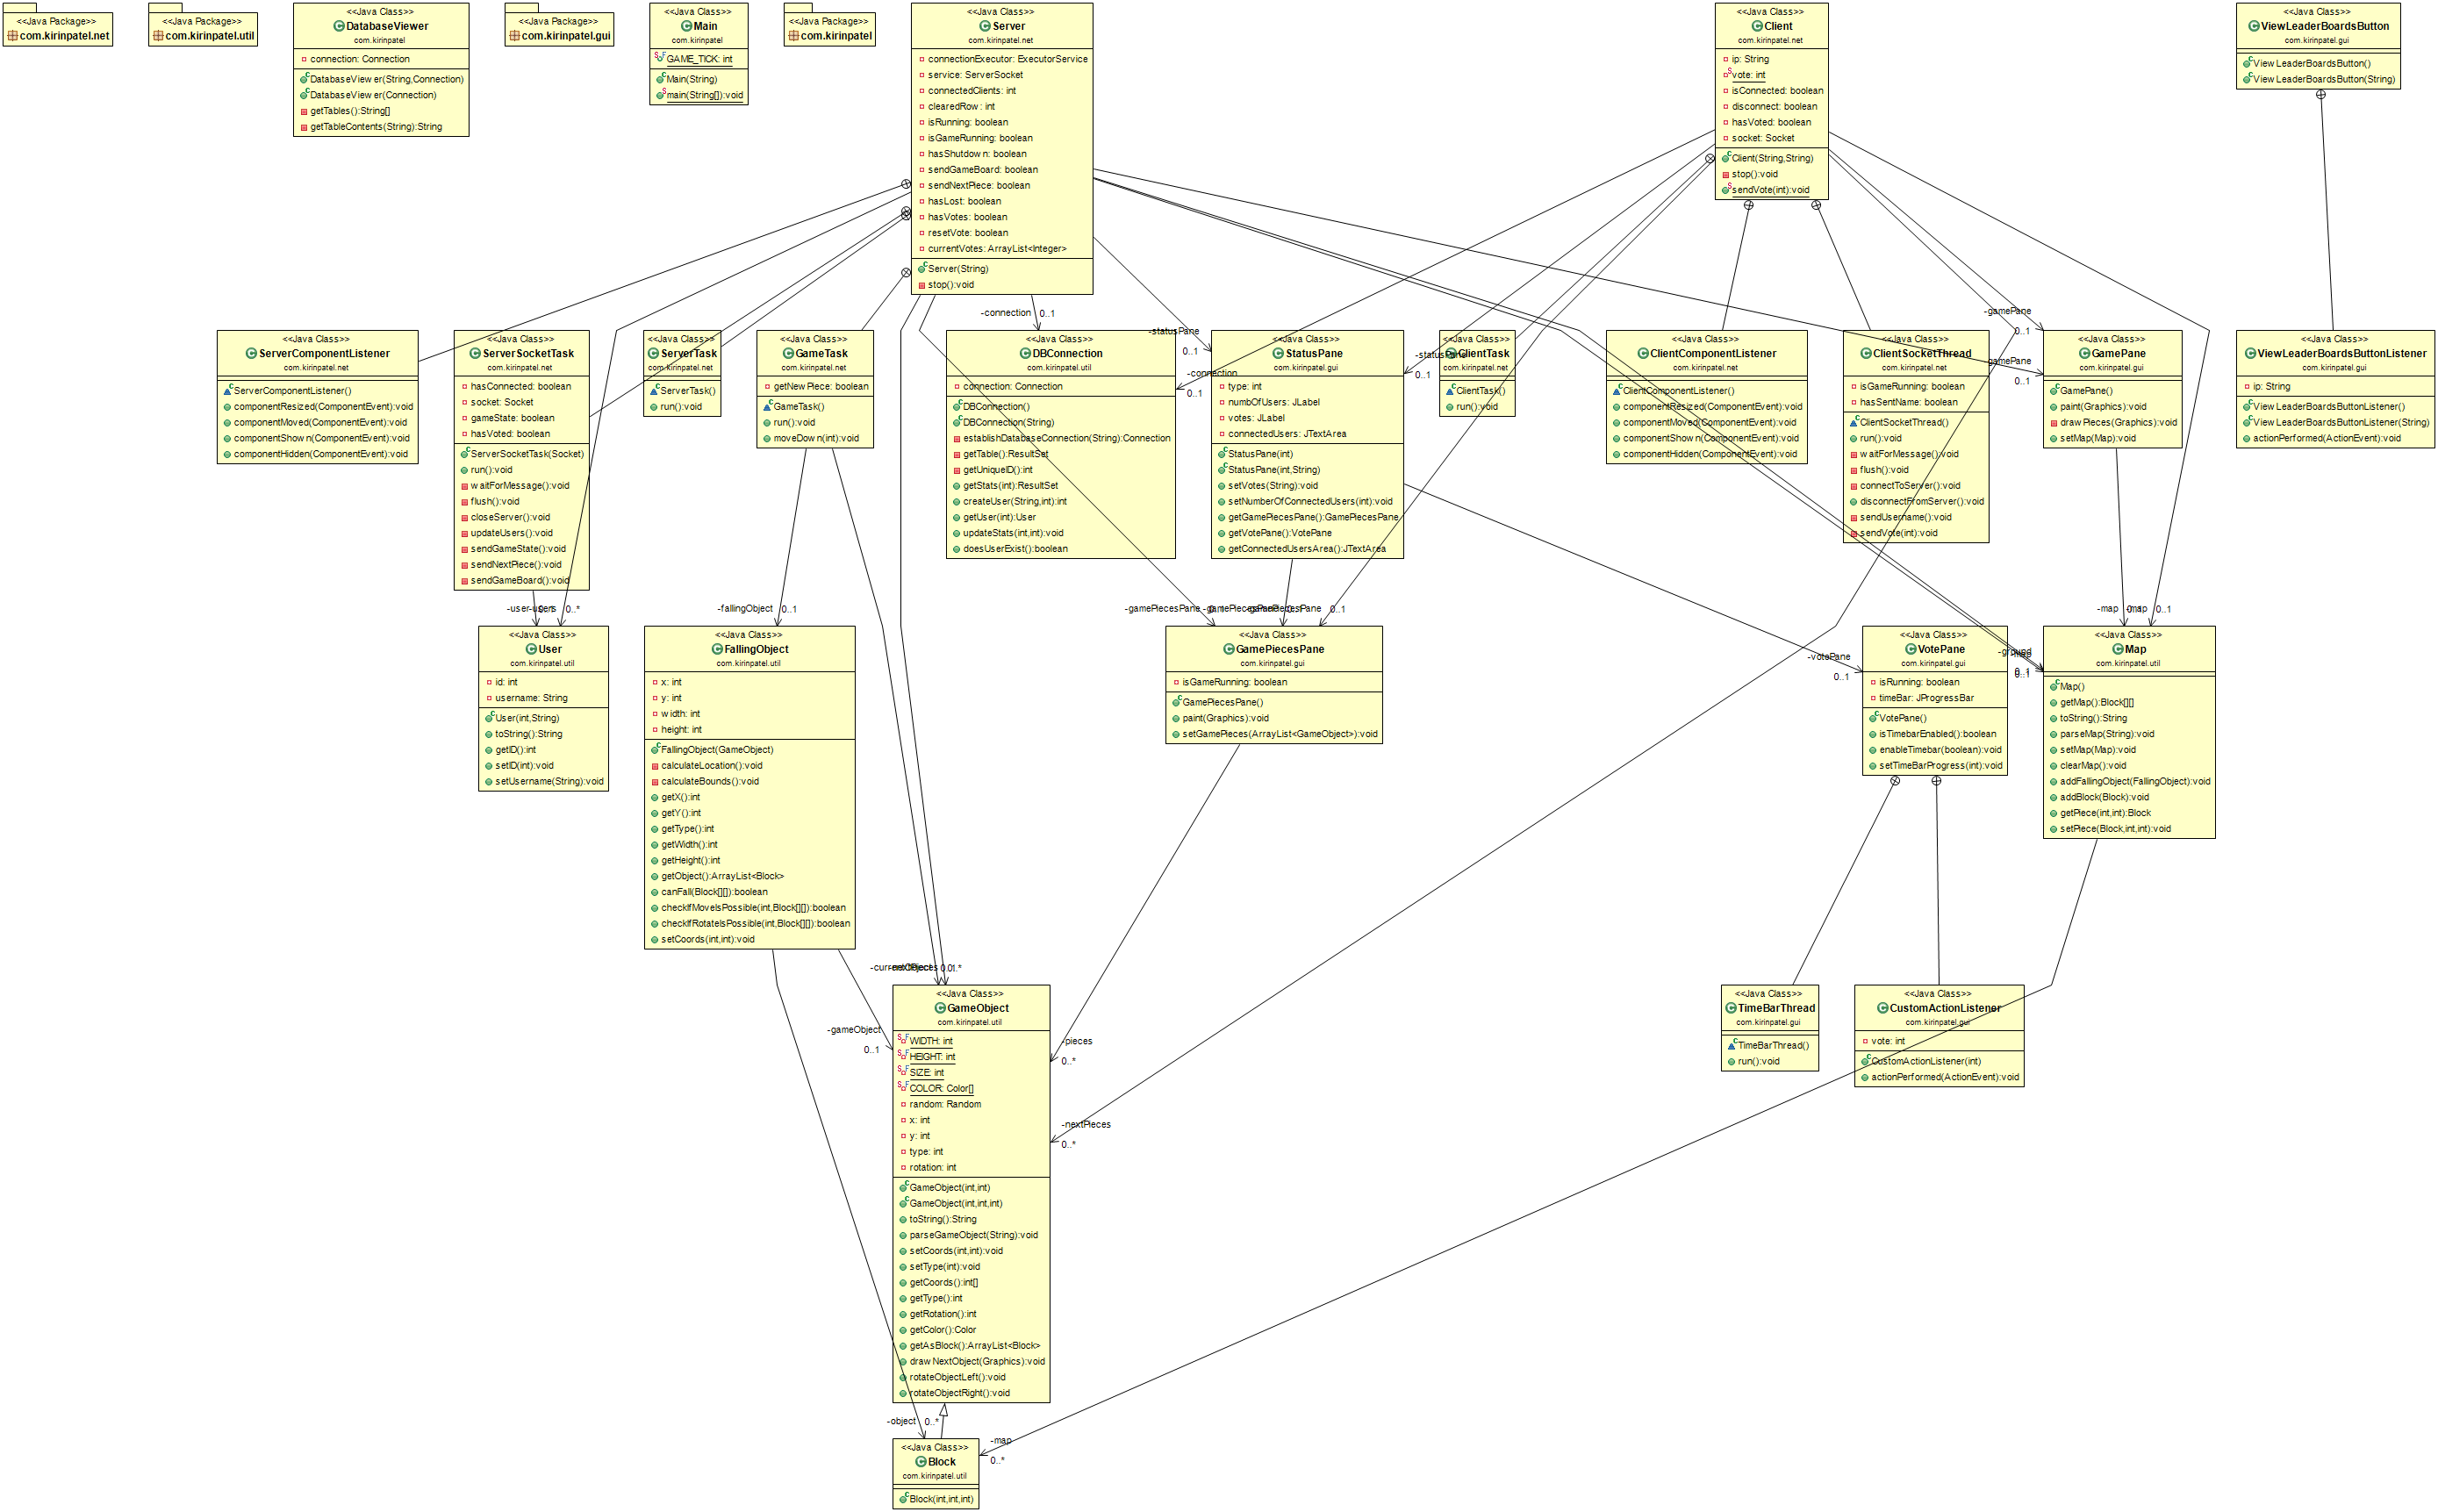 <<Java Package>>
com.kirinpatel.net
<<Java Package>>
com.kirinpatel.util
<<Java Class>>
DatabaseViewer
com.kirinpatel
connection: Connection
DatabaseViewer(String,Connection)
DatabaseViewer(Connection)
getTables():String[]
getTableContents(String):String
<<Java Package>>
com.kirinpatel.gui
<<Java Class>>
Main
com.kirinpatel
GAME_TICK: int
Main(String)
main(String[]):void
<<Java Package>>
com.kirinpatel
<<Java Class>>
Server
com.kirinpatel.net
connectionExecutor: ExecutorService
service: ServerSocket
connectedClients: int
clearedRow: int
isRunning: boolean
isGameRunning: boolean
hasShutdown: boolean
sendGameBoard: boolean
sendNextPiece: boolean
hasLost: boolean
hasVotes: boolean
resetVote: boolean
currentVotes: ArrayList<Integer>
Server(String)
stop():void
<<Java Class>>
Client
com.kirinpatel.net
ip: String
vote: int
isConnected: boolean
disconnect: boolean
hasVoted: boolean
socket: Socket
Client(String,String)
stop():void
sendVote(int):void
<<Java Class>>
ViewLeaderBoardsButton
com.kirinpatel.gui
ViewLeaderBoardsButton()
ViewLeaderBoardsButton(String)
<<Java Class>>
ServerComponentListener
com.kirinpatel.net
ServerComponentListener()
componentResized(ComponentEvent):void
componentMoved(ComponentEvent):void
componentShown(ComponentEvent):void
componentHidden(ComponentEvent):void
<<Java Class>>
ServerSocketTask
com.kirinpatel.net
hasConnected: boolean
socket: Socket
gameState: boolean
hasVoted: boolean
ServerSocketTask(Socket)
run():void
waitForMessage():void
flush():void
closeServer():void
updateUsers():void
sendGameState():void
sendNextPiece():void
sendGameBoard():void
<<Java Class>>
ServerTask
com.kirinpatel.net
ServerTask()
run():void
<<Java Class>>
GameTask
com.kirinpatel.net
getNewPiece: boolean
GameTask()
run():void
moveDown(int):void
-connection 0..1
<<Java Class>>
DBConnection
com.kirinpatel.util
connection: Connection
DBConnection()
DBConnection(String)
establishDatabaseConnection(String):Connection
getTable():ResultSet
getUniqueID():int
getStats(int):ResultSet
createUser(String,int):int
getUser(int):User
updateStats(int,int):void
doesUserExist():boolean
-statusPane
0..1
-connection
0..1
<<Java Class>>
StatusPane
com.kirinpatel.gui
type: int
numbOfUsers: JLabel
votes: JLabel
connectedUsers: JTextArea
StatusPane(int)
StatusPane(int,String)
setVotes(String):void
setNumberOfConnectedUsers(int):void
getGamePiecesPane():GamePiecesPane
getVotePane():VotePane
getConnectedUsersArea():JTextArea
-statusPane
0..1
<<Java Class>>
ClientTask
com.kirinpatel.net
ClientTask()
run():void
<<Java Class>>
ClientComponentListener
com.kirinpatel.net
ClientComponentListener()
componentResized(ComponentEvent):void
componentMoved(ComponentEvent):void
componentShown(ComponentEvent):void
componentHidden(ComponentEvent):void
<<Java Class>>
ClientSocketThread
com.kirinpatel.net
isGameRunning: boolean
hasSentName: boolean
ClientSocketThread()
run():void
waitForMessage():void
flush():void
connectToServer():void
disconnectFromServer():void
sendUsername():void
sendVote(int):void
-gamePane
0..1
-gamePane
0..1
<<Java Class>>
GamePane
com.kirinpatel.gui
GamePane()
paint(Graphics):void
drawPieces(Graphics):void
setMap(Map):void
<<Java Class>>
ViewLeaderBoardsButtonListener
com.kirinpatel.gui
ip: String
ViewLeaderBoardsButtonListener()
ViewLeaderBoardsButtonListener(String)
actionPerformed(ActionEvent):void
-user
-users
0..1
0..*
<<Java Class>>
User
com.kirinpatel.util
id: int
username: String
User(int,String)
toString():String
getID():int
setID(int):void
setUsername(String):void
-fallingObject 0..1
<<Java Class>>
FallingObject
com.kirinpatel.util
x: int
y: int
width: int
height: int
FallingObject(GameObject)
calculateLocation():void
calculateBounds():void
getX():int
getY():int
getType():int
getWidth():int
getHeight():int
getObject():ArrayList<Block>
canFall(Block[][]):boolean
checkIfMoveIsPossible(int,Block[][]):boolean
checkIfRotateIsPossible(int,Block[][]):boolean
setCoords(int,int):void
-gamePiecesPane 0..1
-gamePiecesPane 0..1
-gamePiecesPane 0..1
<<Java Class>>
GamePiecesPane
com.kirinpatel.gui
isGameRunning: boolean
GamePiecesPane()
paint(Graphics):void
setGamePieces(ArrayList<GameObject>):void
-votePane
0..1
<<Java Class>>
VotePane
com.kirinpatel.gui
isRunning: boolean
timeBar: JProgressBar
VotePane()
isTimebarEnabled():boolean
enableTimebar(boolean):void
setTimeBarProgress(int):void
-map 0..1
-map 0..1
-ground
-map
0..1
0..1
<<Java Class>>
Map
com.kirinpatel.util
Map()
getMap():Block[][]
toString():String
parseMap(String):void
setMap(Map):void
clearMap():void
addFallingObject(FallingObject):void
addBlock(Block):void
getPiece(int,int):Block
setPiece(Block,int,int):void
-currentObject 0..1
-nextPieces 0..*
-gameObject
0..1
<<Java Class>>
GameObject
com.kirinpatel.util
WIDTH: int
HEIGHT: int
SIZE: int
COLOR: Color[]
random: Random
x: int
y: int
type: int
rotation: int
GameObject(int,int)
GameObject(int,int,int)
toString():String
parseGameObject(String):void
setCoords(int,int):void
setType(int):void
getCoords():int[]
getType():int
getRotation():int
getColor():Color
getAsBlock():ArrayList<Block>
drawNextObject(Graphics):void
rotateObjectLeft():void
rotateObjectRight():void
-pieces
0..*
-nextPieces
0..*
<<Java Class>>
TimeBarThread
com.kirinpatel.gui
TimeBarThread()
run():void
<<Java Class>>
CustomActionListener
com.kirinpatel.gui
vote: int
CustomActionListener(int)
actionPerformed(ActionEvent):void
-object 0..*
-map
0..*
<<Java Class>>
Block
com.kirinpatel.util
Block(int,int,int)